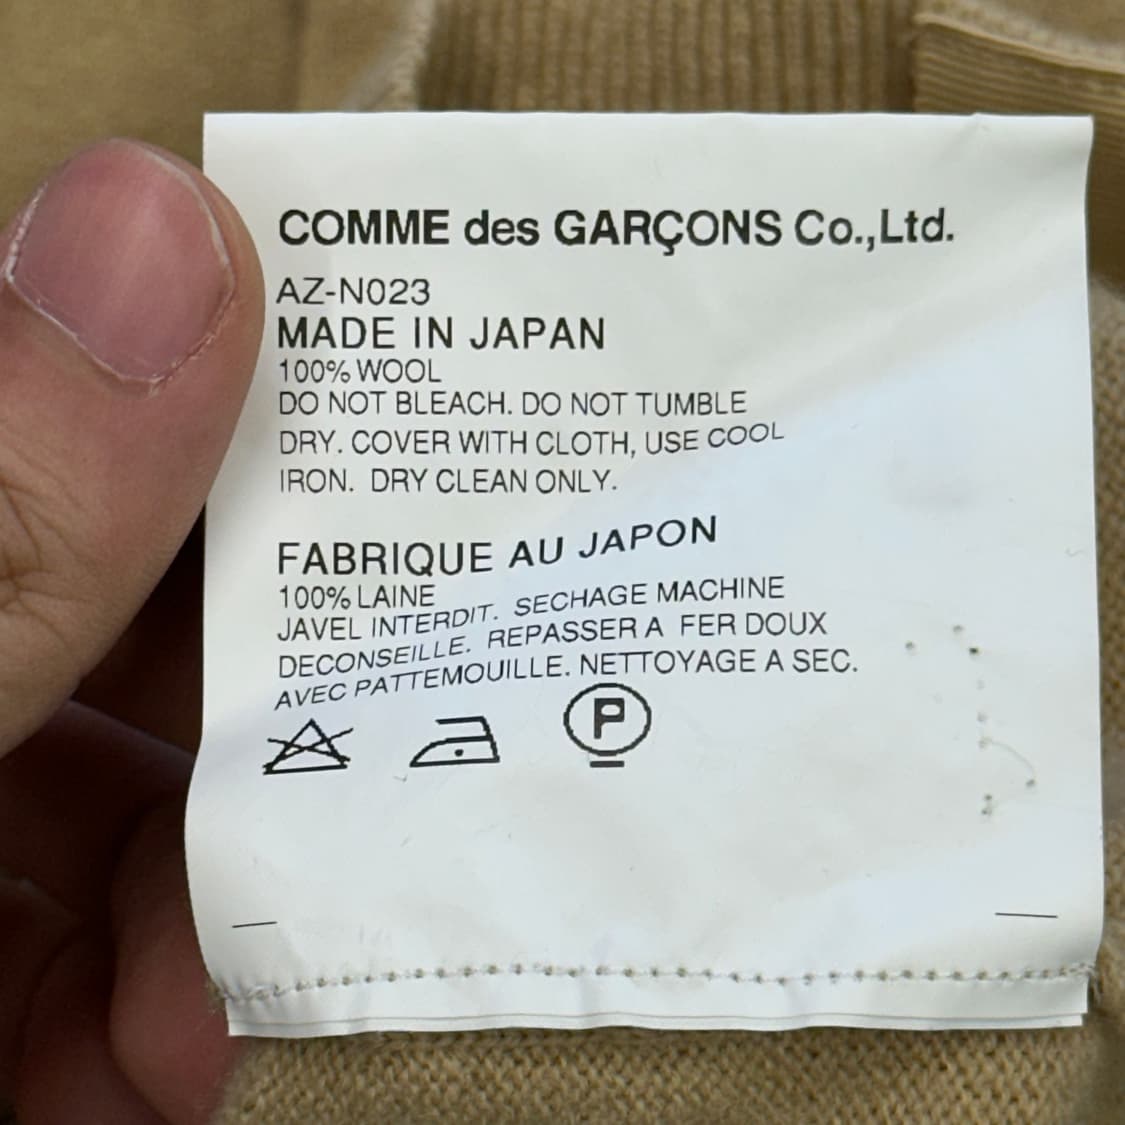 COMME des GARÇONS Co.,Ltd.
AZ-N023
MADE IN JAPAN
100% WOOL
DO NOT BLEACH. DO NOT TUMBLE
DRY. COVER WITH CLOTH, USE COOL
IRON. DRY CLEAN ONLY.
FABRIQUE AU JAPON
100% LAINE
JAVEL INTERDIT. SECHAGE MACHINE
DECONSEILLE. REPASSER A FER DOUX
AVEC PATTEMOUILLE. NETTOYAGE A SEC.
P